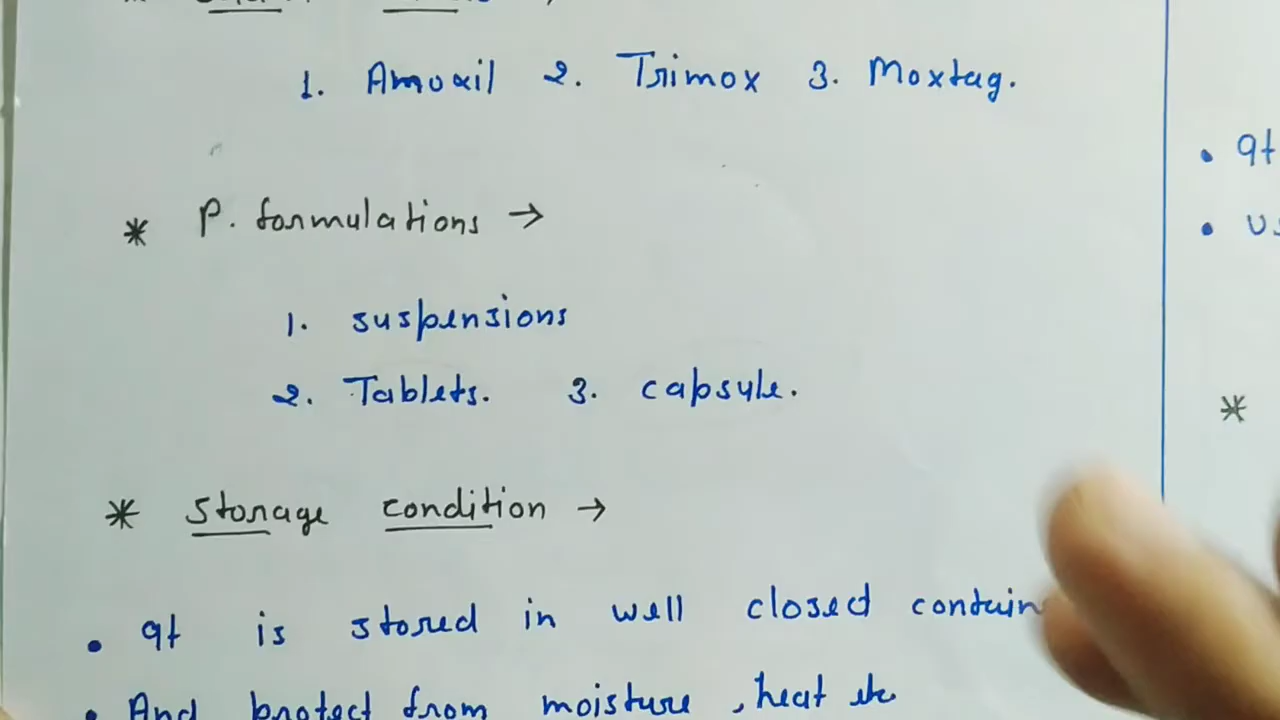 1. Amoxil 2. Trimox 3. Moxtag.
* P. formulations →
1. suspensions
2. Tablets. 3. capsule.
* Storage condition →
• It is stored in well closed contain
• And protect from moisture, heat etc
• It
• us
*